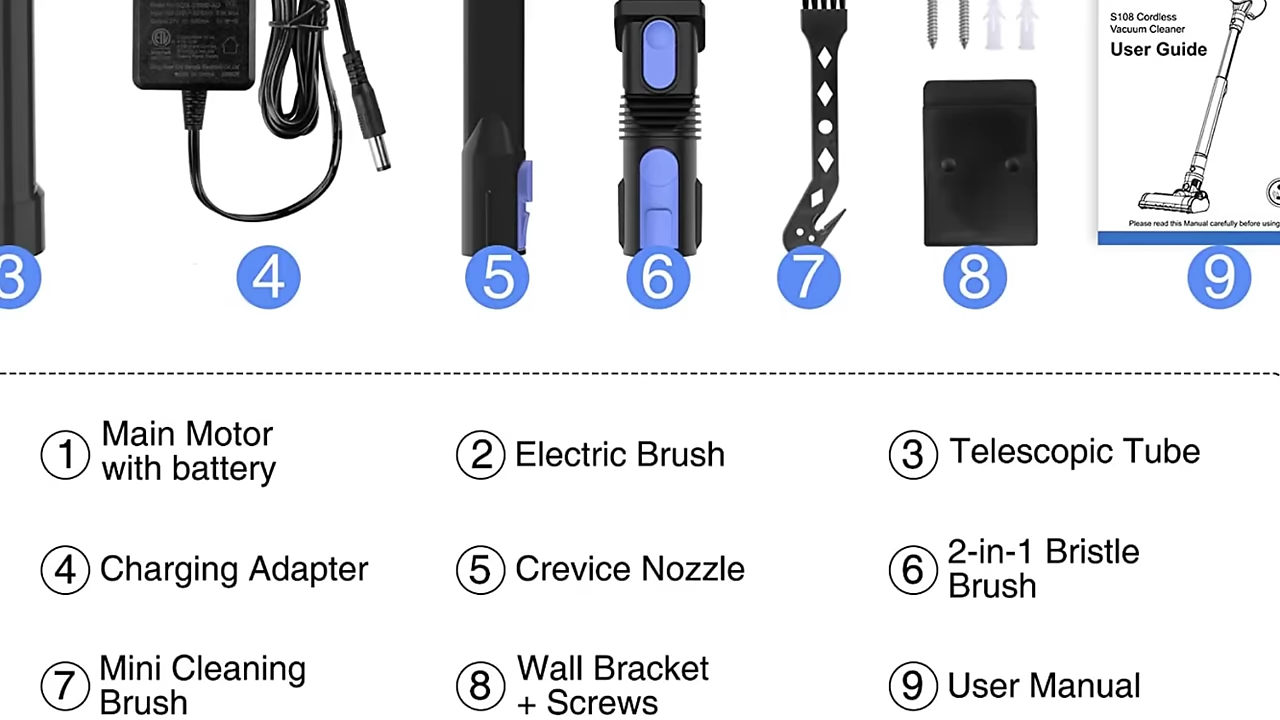 S108 Cordless
Vacuum Cleaner
User Guide
Please read this Manual carefully before using
3
4
5
6
7
8
9
1 Main Motor
with battery
2 Electric Brush
3 Telescopic Tube
4 Charging Adapter
5 Crevice Nozzle
6 2-in-1 Bristle
Brush
7 Mini Cleaning
Brush
8 Wall Bracket
+ Screws
9 User Manual